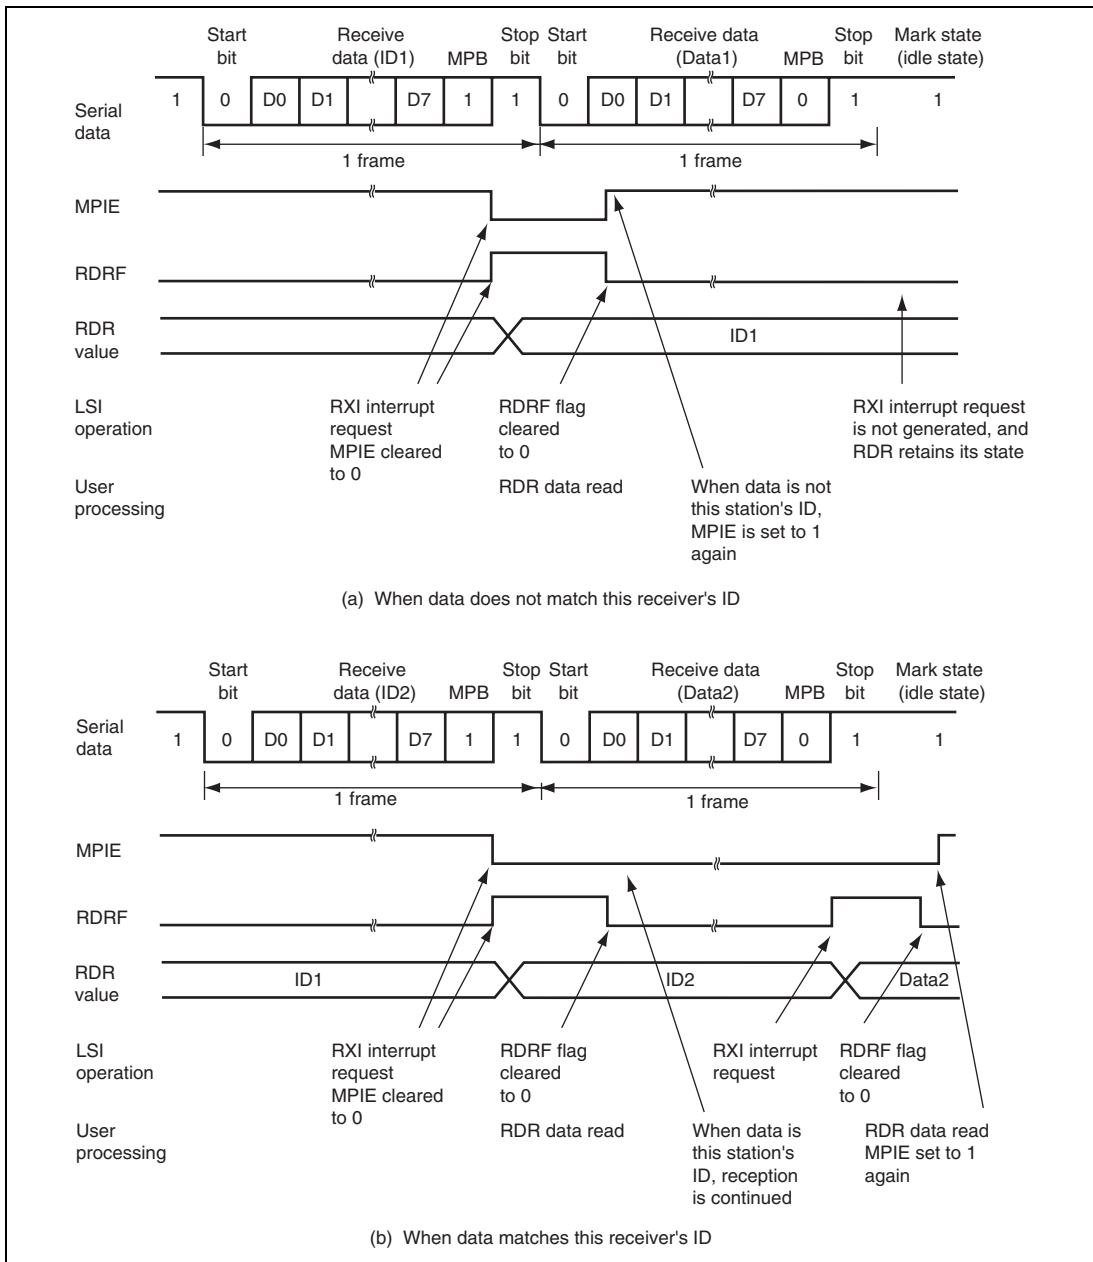 Start Receive Stop Start Receive data Stop Mark state
bit data (ID1) MPB bit bit (Data1) MPB bit (idle state)
Serial data 1 0 D0 D1 D7 1 1 0 D0 D1 D7 0 1 1
1 frame 1 frame
MPIE
RDRF
RDR value ID1
LSI operation
RXI interrupt
request
MPIE cleared
to 0
RDRF flag
cleared
to 0
RXI interrupt request
is not generated, and
RDR retains its state
User processing
RDR data read
When data is not
this station's ID,
MPIE is set to 1
again
(a) When data does not match this receiver's ID
Start Receive Stop Start Receive data Stop Mark state
bit data (ID2) MPB bit bit (Data2) MPB bit (idle state)
Serial data 1 0 D0 D1 D7 1 1 0 D0 D1 D7 0 1 1
1 frame 1 frame
MPIE
RDRF
RDR value ID1 ID2 Data2
LSI operation
RXI interrupt
request
MPIE cleared
to 0
RDRF flag
cleared
to 0
RXI interrupt
request
RDRF flag
cleared
to 0
User processing
RDR data read
When data is
this station's
ID, reception
is continued
RDR data read
MPIE set to 1
again
(b) When data matches this receiver's ID